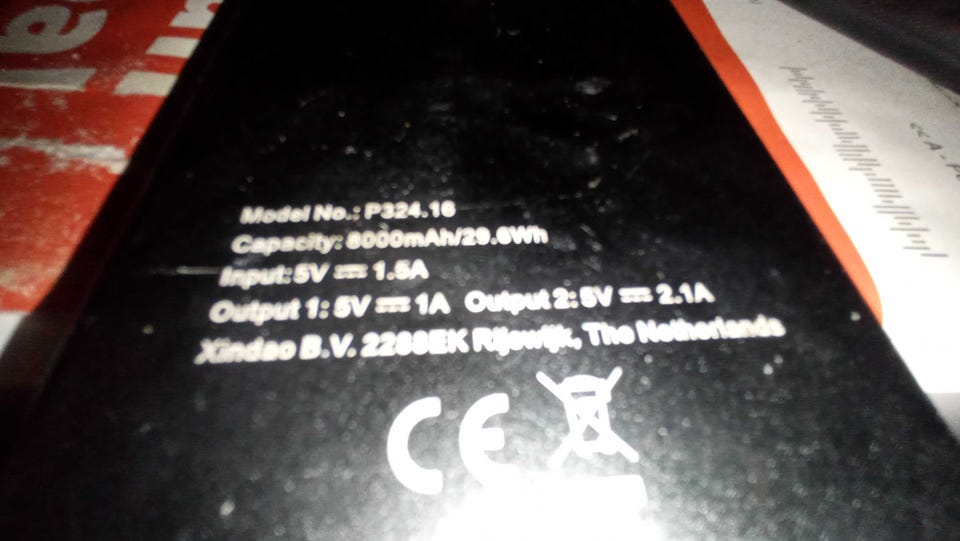 Model No.: P324.16
Capacity: 8000mAh/29.6Wh
Input: 5V ⎓ 1.5A
Output 1: 5V ⎓ 1A Output 2: 5V ⎓ 2.1A
Xindao B.V. 2288EK Rijswijk, The Netherlands
CE